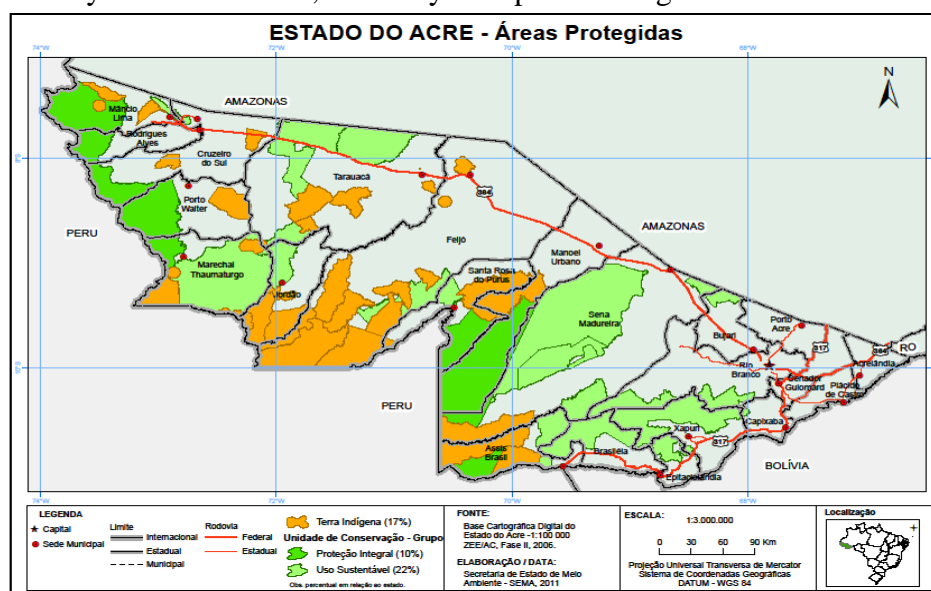 ESTADO DO ACRE - Áreas Protegidas
74°W
72°W
70°W
68°W
N
AMAZONAS
Mâncio
Lima
Rodrigues
Alves
Cruzeiro
do Sul
Tarauacá
Porto
Walter
364
PERU
Feijó
AMAZONAS
Manoel
Urbano
Marechal
Thaumaturgo
Jordão
Santa Rosa
do Purus
Sena
Madureira
Porto
Acre
Bujari
317
364
RO
Rio
Branco
Acrelândia
Senador
Guiomard
Plácido
de Castro
PERU
Capixaba
Xapuri
317
Assis
Brasil
Brasiléia
BOLÍVIA
Epitaciolândia
74°W
72°W
70°W
68°W
LEGENDA
Capital
Sede Municipal
Limite
Internacional
Estadual
Municipal
Rodovia
Federal
Estadual
Terra Indígena (17%)
Unidade de Conservação - Grupo
Proteção Integral (10%)
Uso Sustentável (22%)
Obs. percentual em relação ao estado.
FONTE:
Base Cartográfica Digital do
Estado do Acre -1:100 000
ZEE/AC, Fase II, 2006.
ELABORAÇÃO / DATA:
Secretaria de Estado de Meio
Ambiente - SEMA, 2011
ESCALA:
1:3.000.000
0 30 60 90 Km
Projeção Universal Transversa de Mercator
Sistema de Coordenadas Geográficas
DATUM - WGS 84
Localização